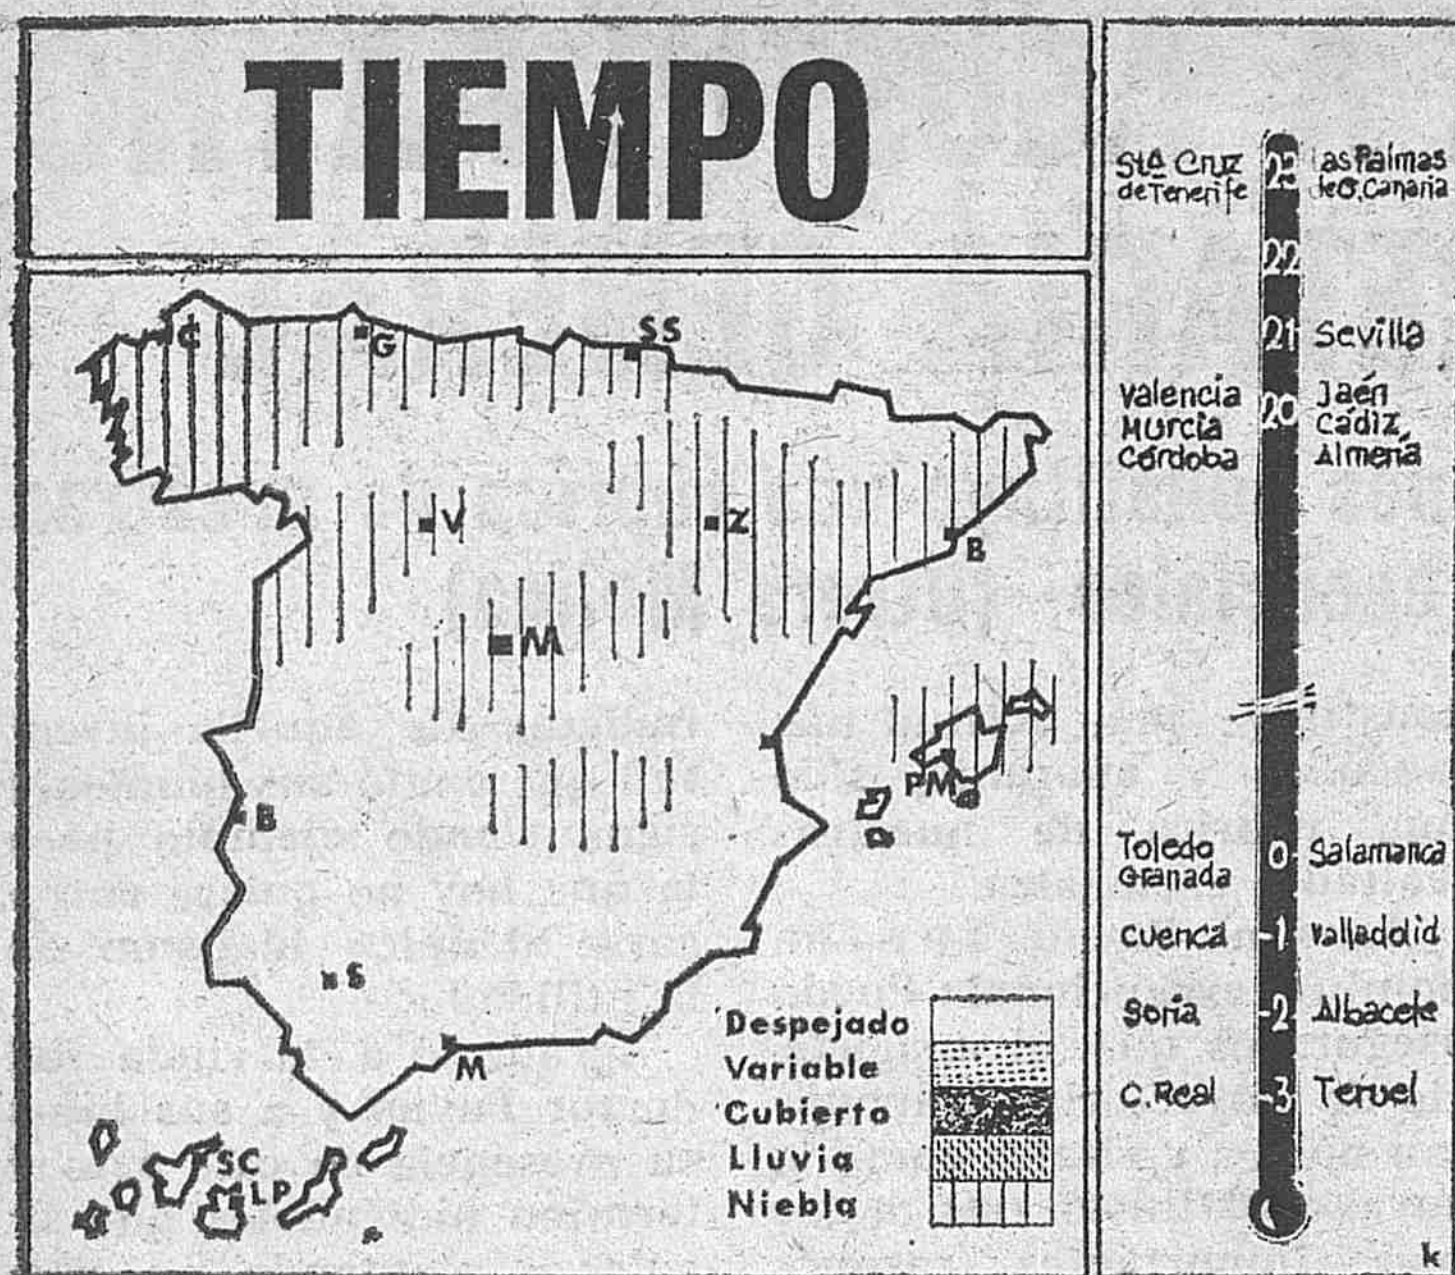 TIEMPO
C
G
SS
V
Z
B
M
PM
B
S
M
SC
LP
Despejado
Variable
Cubierto
Lluvia
Niebla
Stª Cruz
de Tenerife
23
Las Palmas
de G. Canaria
22
21
Sevilla
Valencia
Murcia
Córdoba
20
Jaén
Cádiz,
Almería
Toledo
Granada
0
Salamanca
Cuenca
-1
Valladolid
Soria
-2
Albacete
C. Real
-3
Teruel
k